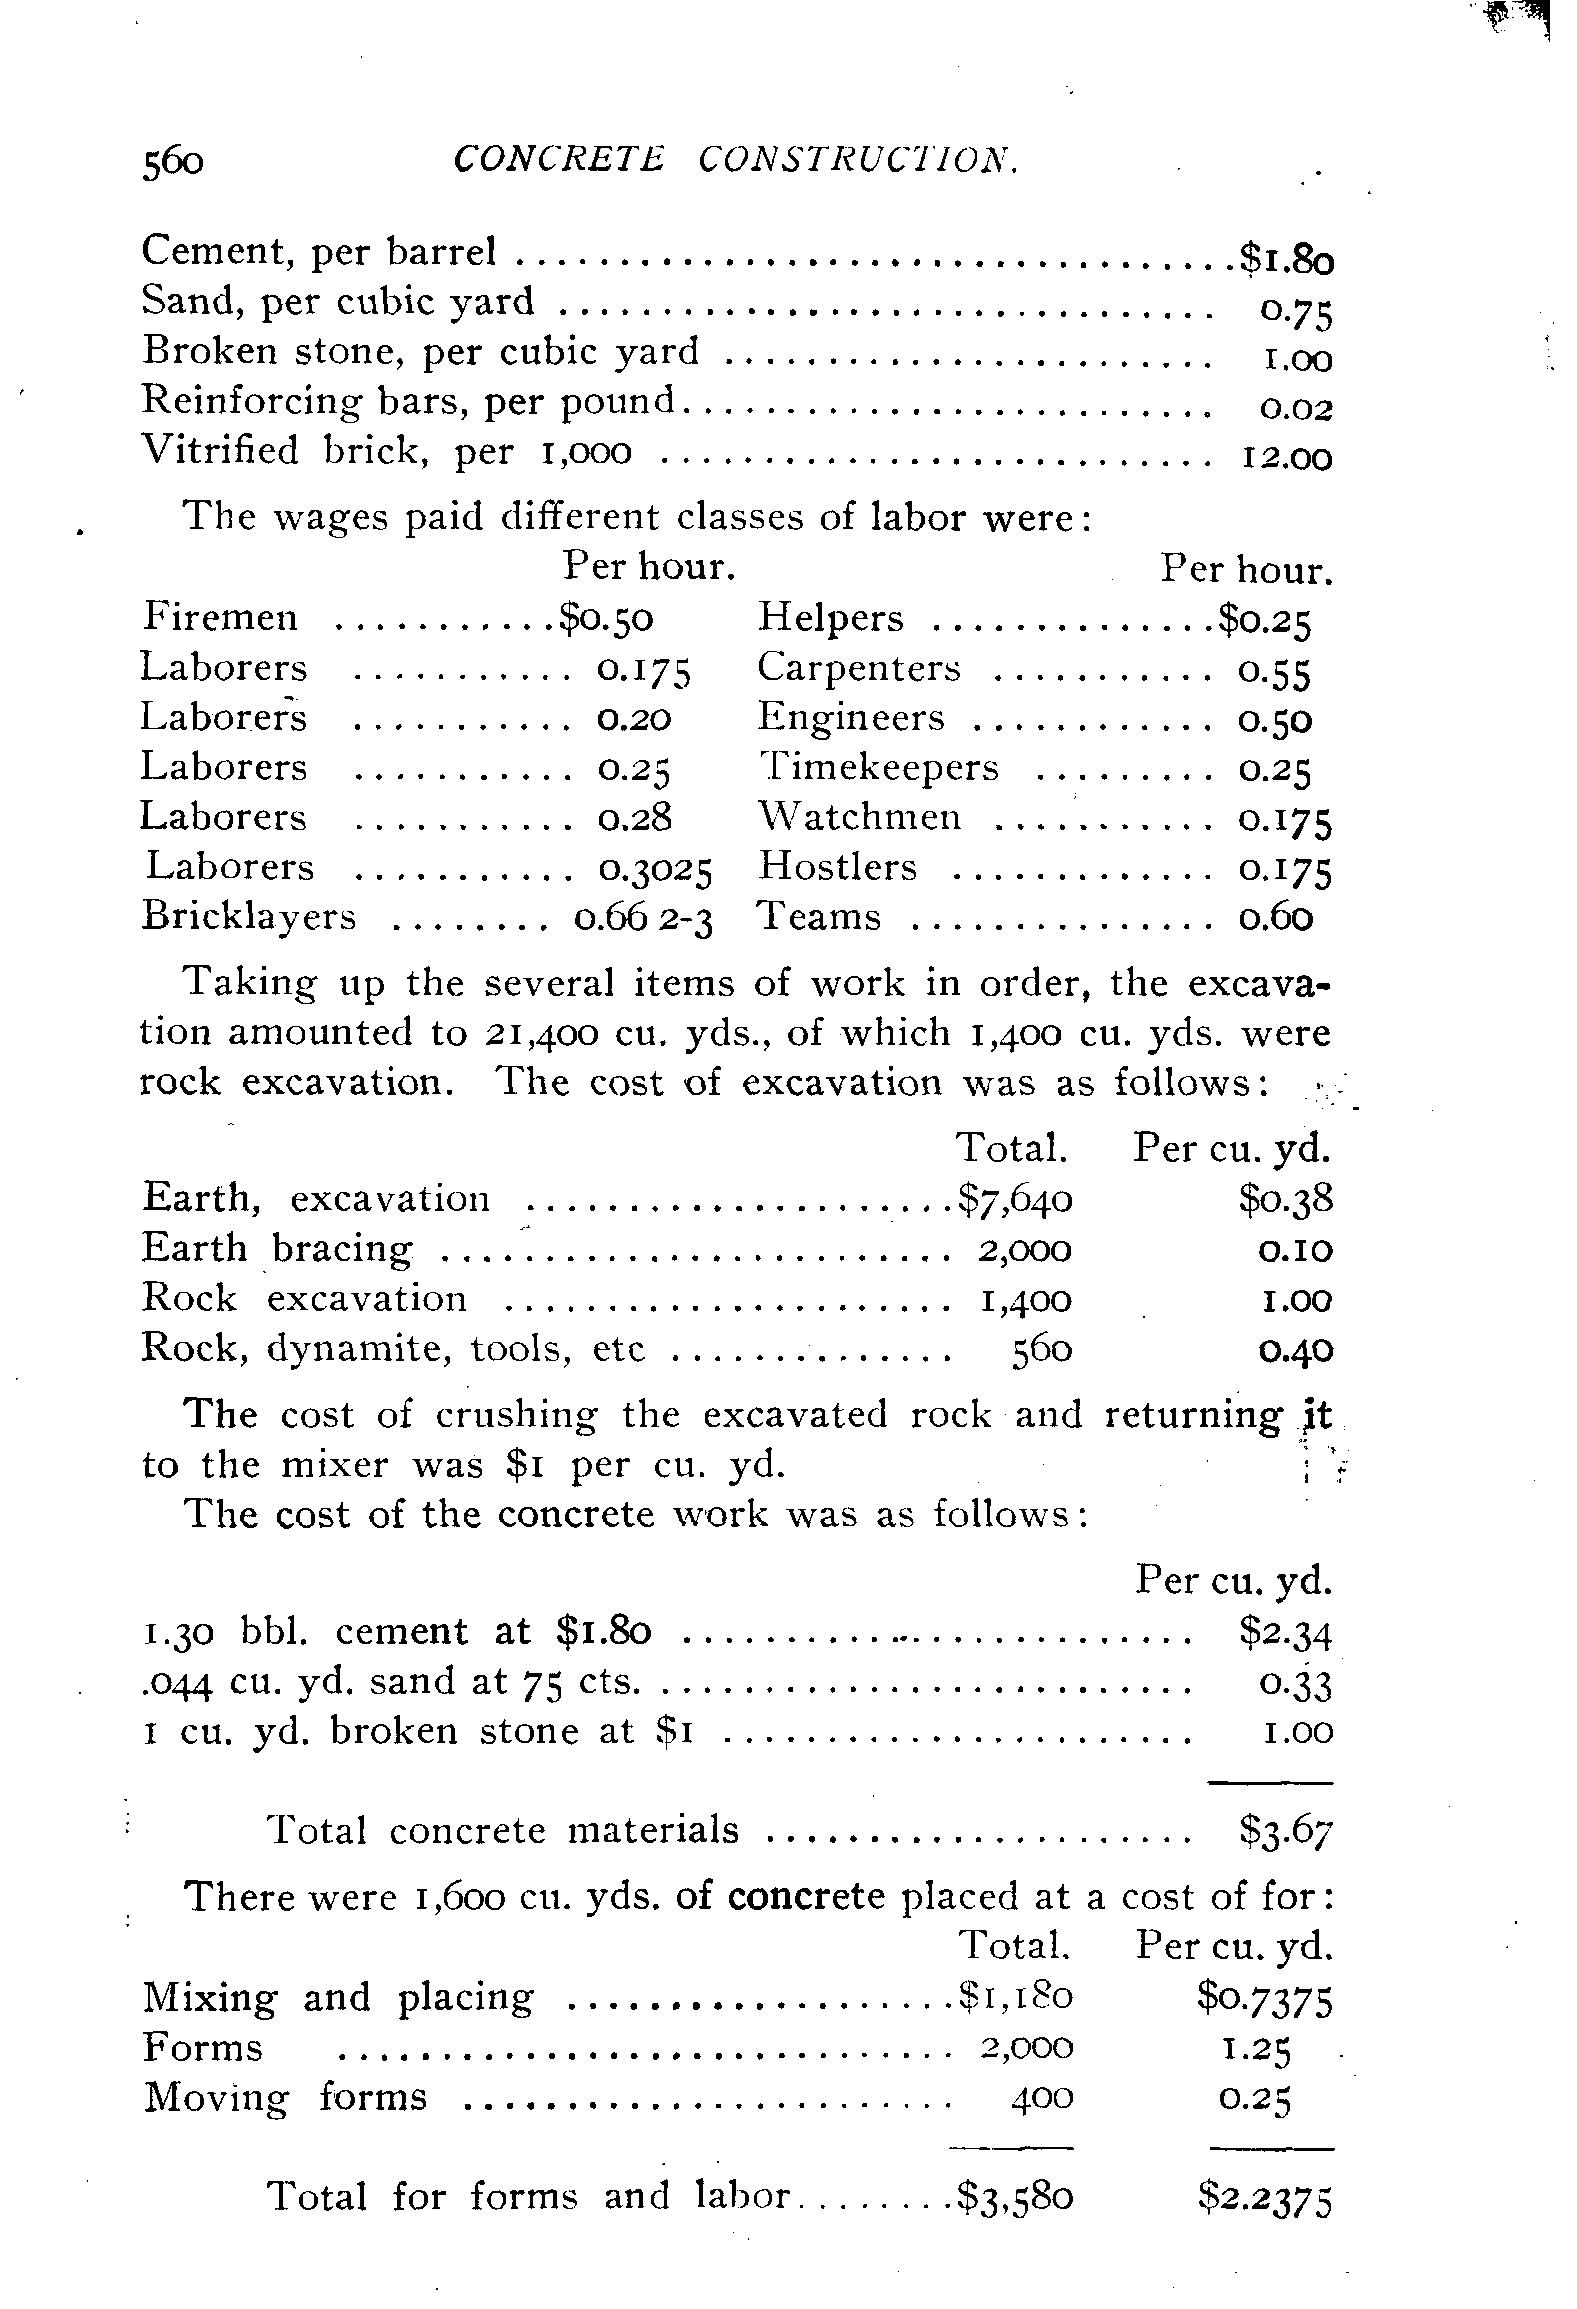 560 CONCRETE CONSTRUCTION.
Cement, per barrel ...................................$1.80
Sand, per cubic yard ................................ 0.75
Broken stone, per cubic yard ........................ 1.00
Reinforcing bars, per pound.......................... 0.02
Vitrified brick, per 1,000 ........................... 12.00
The wages paid different classes of labor were:
Per hour. Per hour.
Firemen ...........$0.50 Helpers ..............$0.25
Laborers ........... 0.175 Carpenters ........... 0.55
Laborers ........... 0.20 Engineers ............ 0.50
Laborers ........... 0.25 Timekeepers ......... 0.25
Laborers ........... 0.28 Watchmen ........... 0.175
Laborers ........... 0.3025 Hostlers ............. 0.175
Bricklayers ........ 0.66 2-3 Teams ............... 0.60
Taking up the several items of work in order, the excava-
tion amounted to 21,400 cu. yds., of which 1,400 cu. yds. were
rock excavation. The cost of excavation was as follows:
Total. Per cu. yd.
Earth, excavation .....................$7,640 $0.38
Earth bracing ......................... 2,000 0.10
Rock excavation ...................... 1,400 1.00
Rock, dynamite, tools, etc .............. 560 0.40
The cost of crushing the excavated rock and returning it
to the mixer was $1 per cu. yd.
The cost of the concrete work was as follows:
Per cu. yd.
1.30 bbl. cement at $1.80 ......................... $2.34
.044 cu. yd. sand at 75 cts. .......................... 0.33
1 cu. yd. broken stone at $1 ....................... 1.00
Total concrete materials ..................... $3.67
There were 1,600 cu. yds. of concrete placed at a cost of for:
Total. Per cu. yd.
Mixing and placing ...................$1,180 $0.7375
Forms .............................. 2,000 1.25
Moving forms ........................ 400 0.25
Total for forms and labor........$3,580 $2.2375